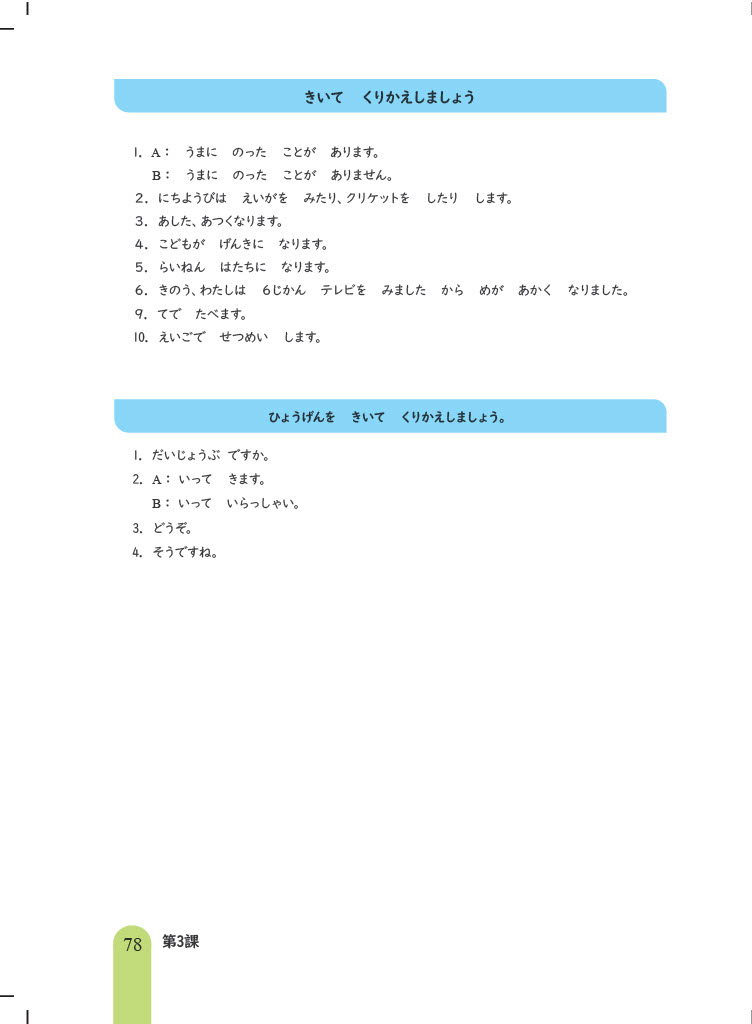 きいて くりかえしましょう
1. A： うまに のった ことが あります。
B： うまに のった ことが ありません。
2. にちようびは えいがを みたり、クリケットを したり します。
3. あした、あつくなります。
4. こどもが げんきに なります。
5. らいねん はたちに なります。
6. きのう、わたしは 6じかん テレビを みました から めが あかく なりました。
9. てで たべます。
10. えいごで せつめい します。
ひょうげんを きいて くりかえしましょう。
1. だいじょうぶ ですか。
2. A： いって きます。
B： いって いらっしゃい。
3. どうぞ。
4. そうですね。
78 第3課